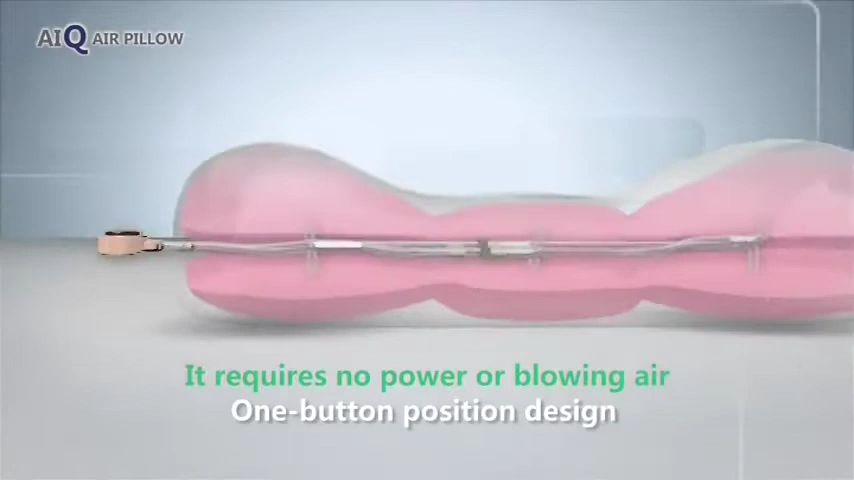 AIQ AIR PILLOW
It requires no power or blowing air
One-button position design